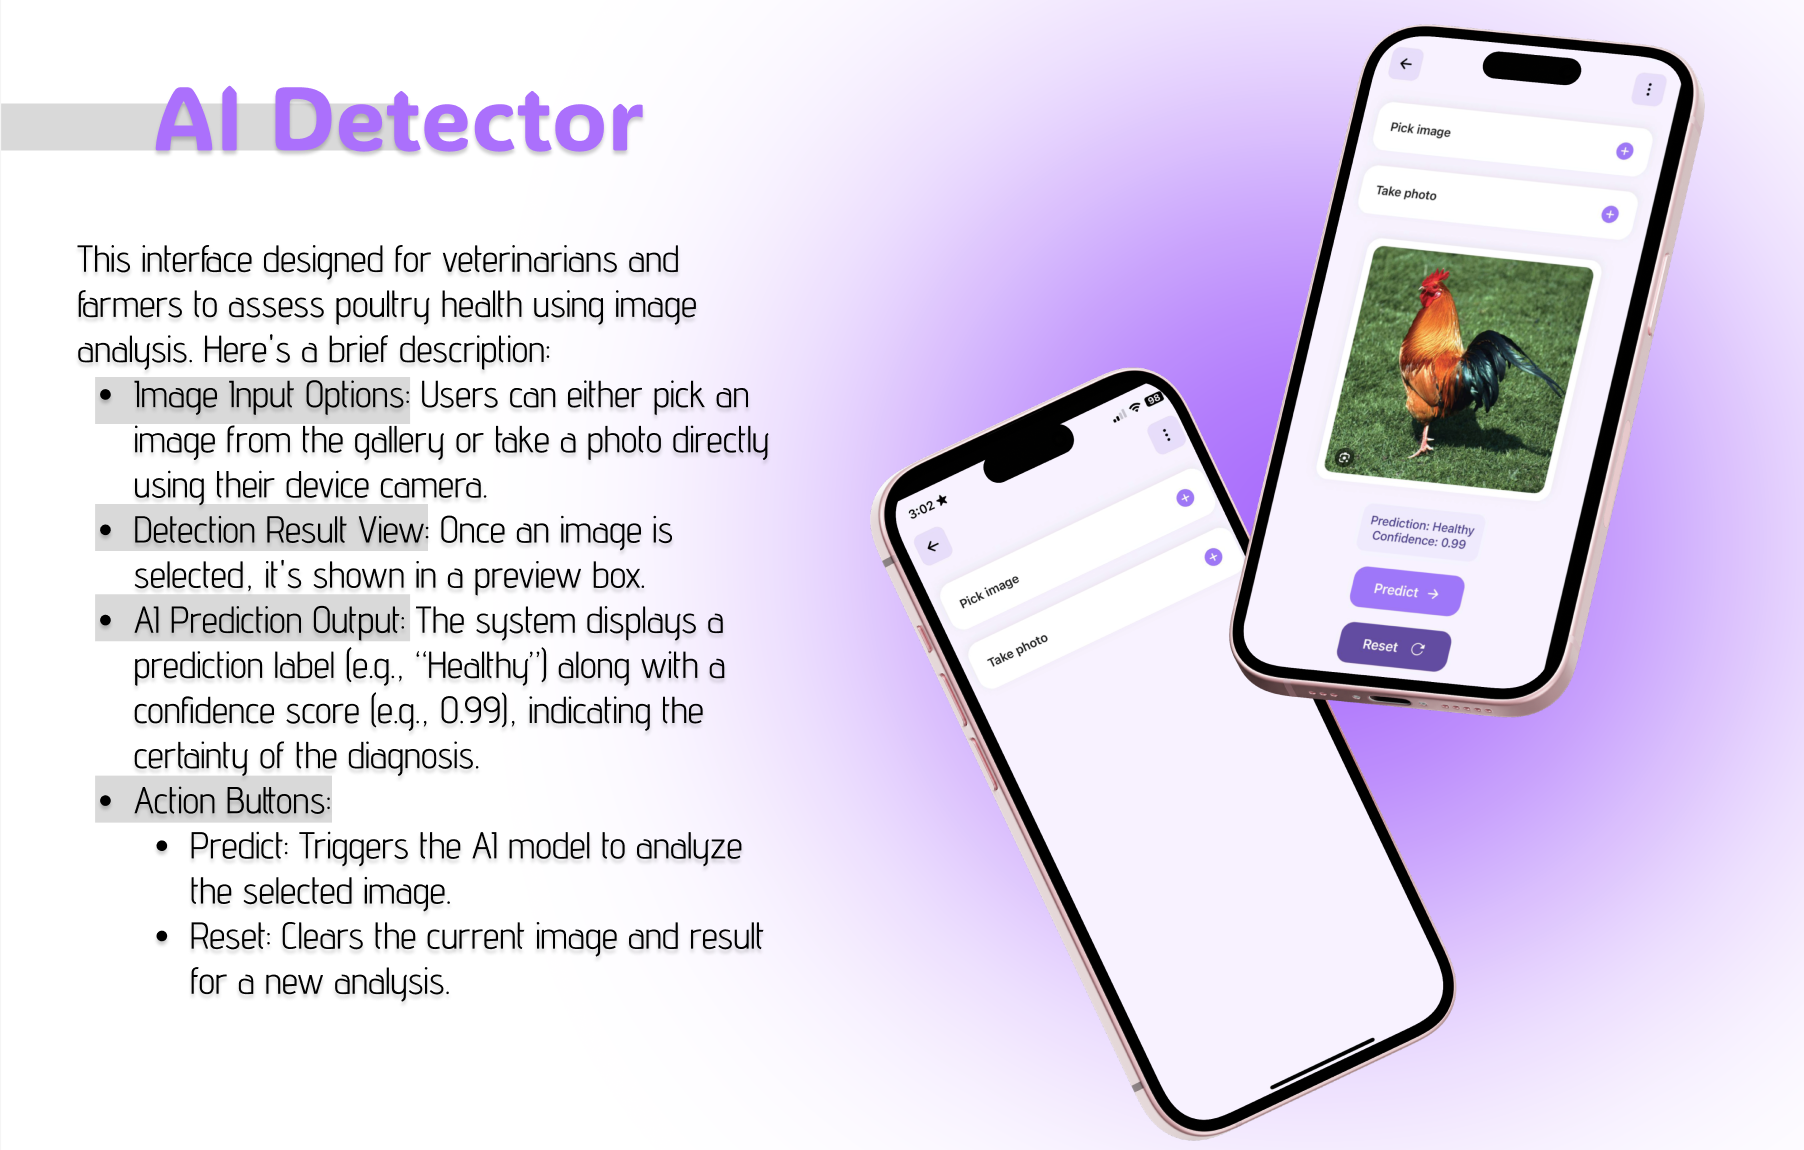 AI Detector
This interface designed for veterinarians and
farmers to assess poultry health using image
analysis. Here's a brief description:
• Image Input Options: Users can either pick an
image from the gallery or take a photo directly
using their device camera.
• Detection Result View: Once an image is
selected, it's shown in a preview box.
• AI Prediction Output: The system displays a
prediction label (e.g., “Healthy”) along with a
confidence score (e.g., 0.99), indicating the
certainty of the diagnosis.
• Action Buttons:
• Predict: Triggers the AI model to analyze
the selected image.
• Reset: Clears the current image and result
for a new analysis.
3:02
98
Pick image
Take photo
Pick image
Take photo
Prediction: Healthy
Confidence: 0.99
Predict
Reset